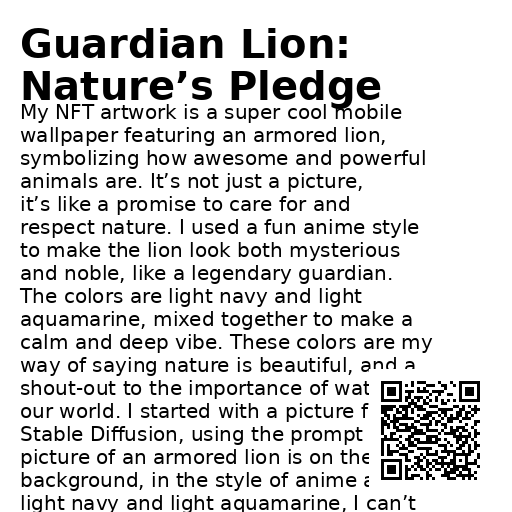 Guardian Lion:
Nature’s Pledge
My NFT artwork is a super cool mobile
wallpaper featuring an armored lion,
symbolizing how awesome and powerful
animals are. It’s not just a picture,
it’s like a promise to care for and
respect nature. I used a fun anime style
to make the lion look both mysterious
and noble, like a legendary guardian.
The colors are light navy and light
aquamarine, mixed together to make a
calm and deep vibe. These colors are my
way of saying nature is beautiful, and a
shout-out to the importance of
our world. I started with a picture
Stable Diffusion, using the prompt
picture of an armored lion is on the
background, in the style of anime
light navy and light aquamarine, I can’t